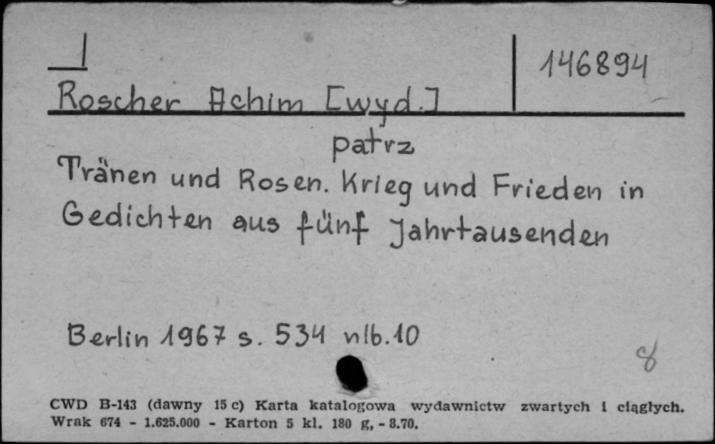 146894
Roscher Achim [wyd.]
patrz
Tränen und Rosen. Krieg und Frieden in
Gedichten aus fünf Jahrtausenden
Berlin 1967 s. 534 nlb. 10
8
CWD B-143 (dawny 15 c) Karta katalogowa wydawnictw zwartych i ciągłych.
Wrak 674 - 1.625.000 - Karton 5 kl. 180 g, - 8.70.